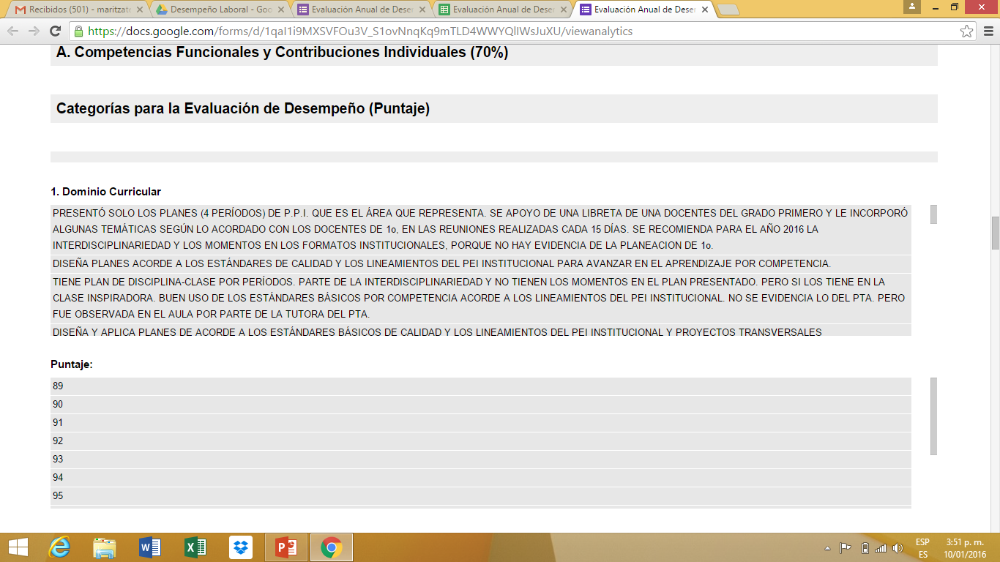 Recibidos (501) - maritzate
Desempeño Laboral - Goo
Evaluación Anual de Desem
Evaluación Anual de Desem
Evaluación Anual de Desem
https://docs.google.com/forms/d/1qaI1i9MXSVFOu3V_S1ovNnqKq9mTLD4WWYQlIWsJuXU/viewanalytics
A. Competencias Funcionales y Contribuciones Individuales (70%)
Categorías para la Evaluación de Desempeño (Puntaje)
1. Dominio Curricular
PRESENTÓ SOLO LOS PLANES (4 PERÍODOS) DE P.P.I. QUE ES EL ÁREA QUE REPRESENTA. SE APOYO DE UNA LIBRETA DE UNA DOCENTES DEL GRADO PRIMERO Y LE INCORPORÓ
ALGUNAS TEMÁTICAS SEGÚN LO ACORDADO CON LOS DOCENTES DE 1o, EN LAS REUNIONES REALIZADAS CADA 15 DÍAS. SE RECOMIENDA PARA EL AÑO 2016 LA
INTERDISCIPLINARIEDAD Y LOS MOMENTOS EN LOS FORMATOS INSTITUCIONALES, PORQUE NO HAY EVIDENCIA DE LA PLANEACION DE 1o.
DISEÑA PLANES ACORDE A LOS ESTÁNDARES DE CALIDAD Y LOS LINEAMIENTOS DEL PEI INSTITUCIONAL PARA AVANZAR EN EL APRENDIZAJE POR COMPETENCIA.
TIENE PLAN DE DISCIPLINA-CLASE POR PERÍODOS. PARTE DE LA INTERDISCIPLINARIEDAD Y NO TIENEN LOS MOMENTOS EN EL PLAN PRESENTADO. PERO SI LOS TIENE EN LA
CLASE INSPIRADORA. BUEN USO DE LOS ESTÁNDARES BÁSICOS POR COMPETENCIA ACORDE A LOS LINEAMIENTOS DEL PEI INSTITUCIONAL. NO SE EVIDENCIA LO DEL PTA. PERO
FUE OBSERVADA EN EL AULA POR PARTE DE LA TUTORA DEL PTA.
DISEÑA Y APLICA PLANES DE ACORDE A LOS ESTÁNDARES BÁSICOS DE CALIDAD Y LOS LINEAMIENTOS DEL PEI INSTITUCIONAL Y PROYECTOS TRANSVERSALES
Puntaje:
89
90
91
92
93
94
95
ESP
ES
3:51 p. m.
10/01/2016